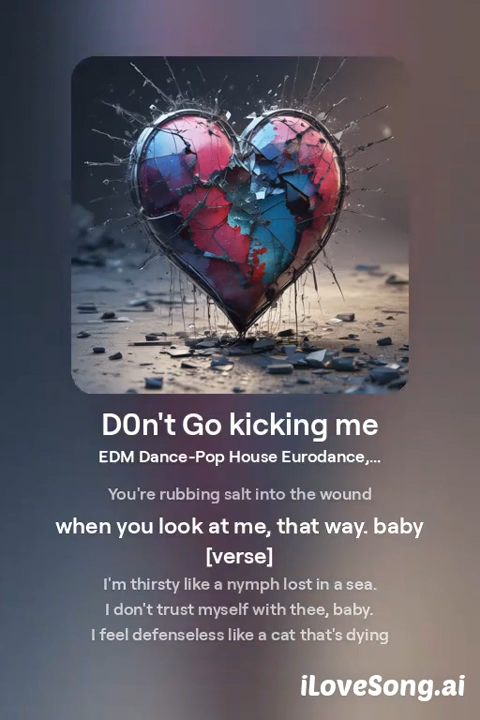 D0n't Go kicking me
EDM Dance-Pop House Eurodance,...
You're rubbing salt into the wound
when you look at me, that way. baby
[verse]
I'm thirsty like a nymph lost in a sea.
I don't trust myself with thee, baby.
I feel defenseless like a cat that's dying
iLoveSong.ai